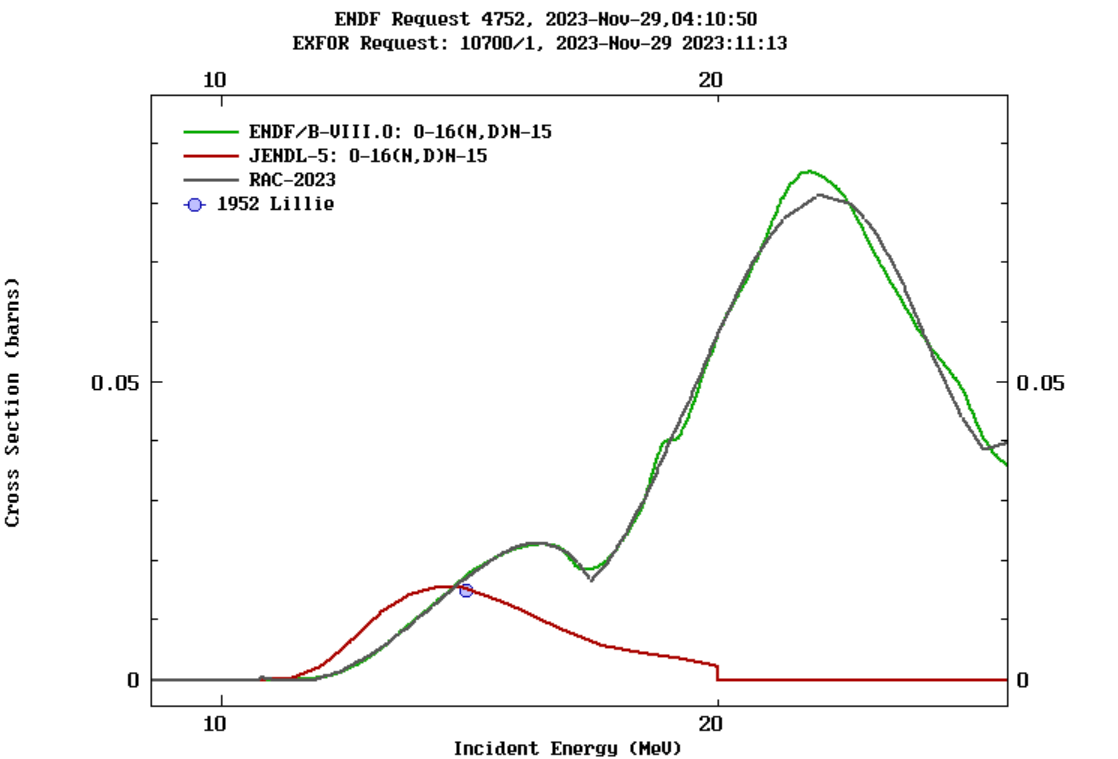 ENDF Request 4752, 2023-Nov-29,04:10:50
EXFOR Request: 10700/1, 2023-Nov-29 2023:11:13
10 20
ENDF/B-VIII.0: O-16(N,D)N-15
JENDL-5: O-16(N,D)N-15
RAC-2023
1952 Lillie
Cross Section (barns)
0.05 0.05
0 0
10 20
Incident Energy (MeV)